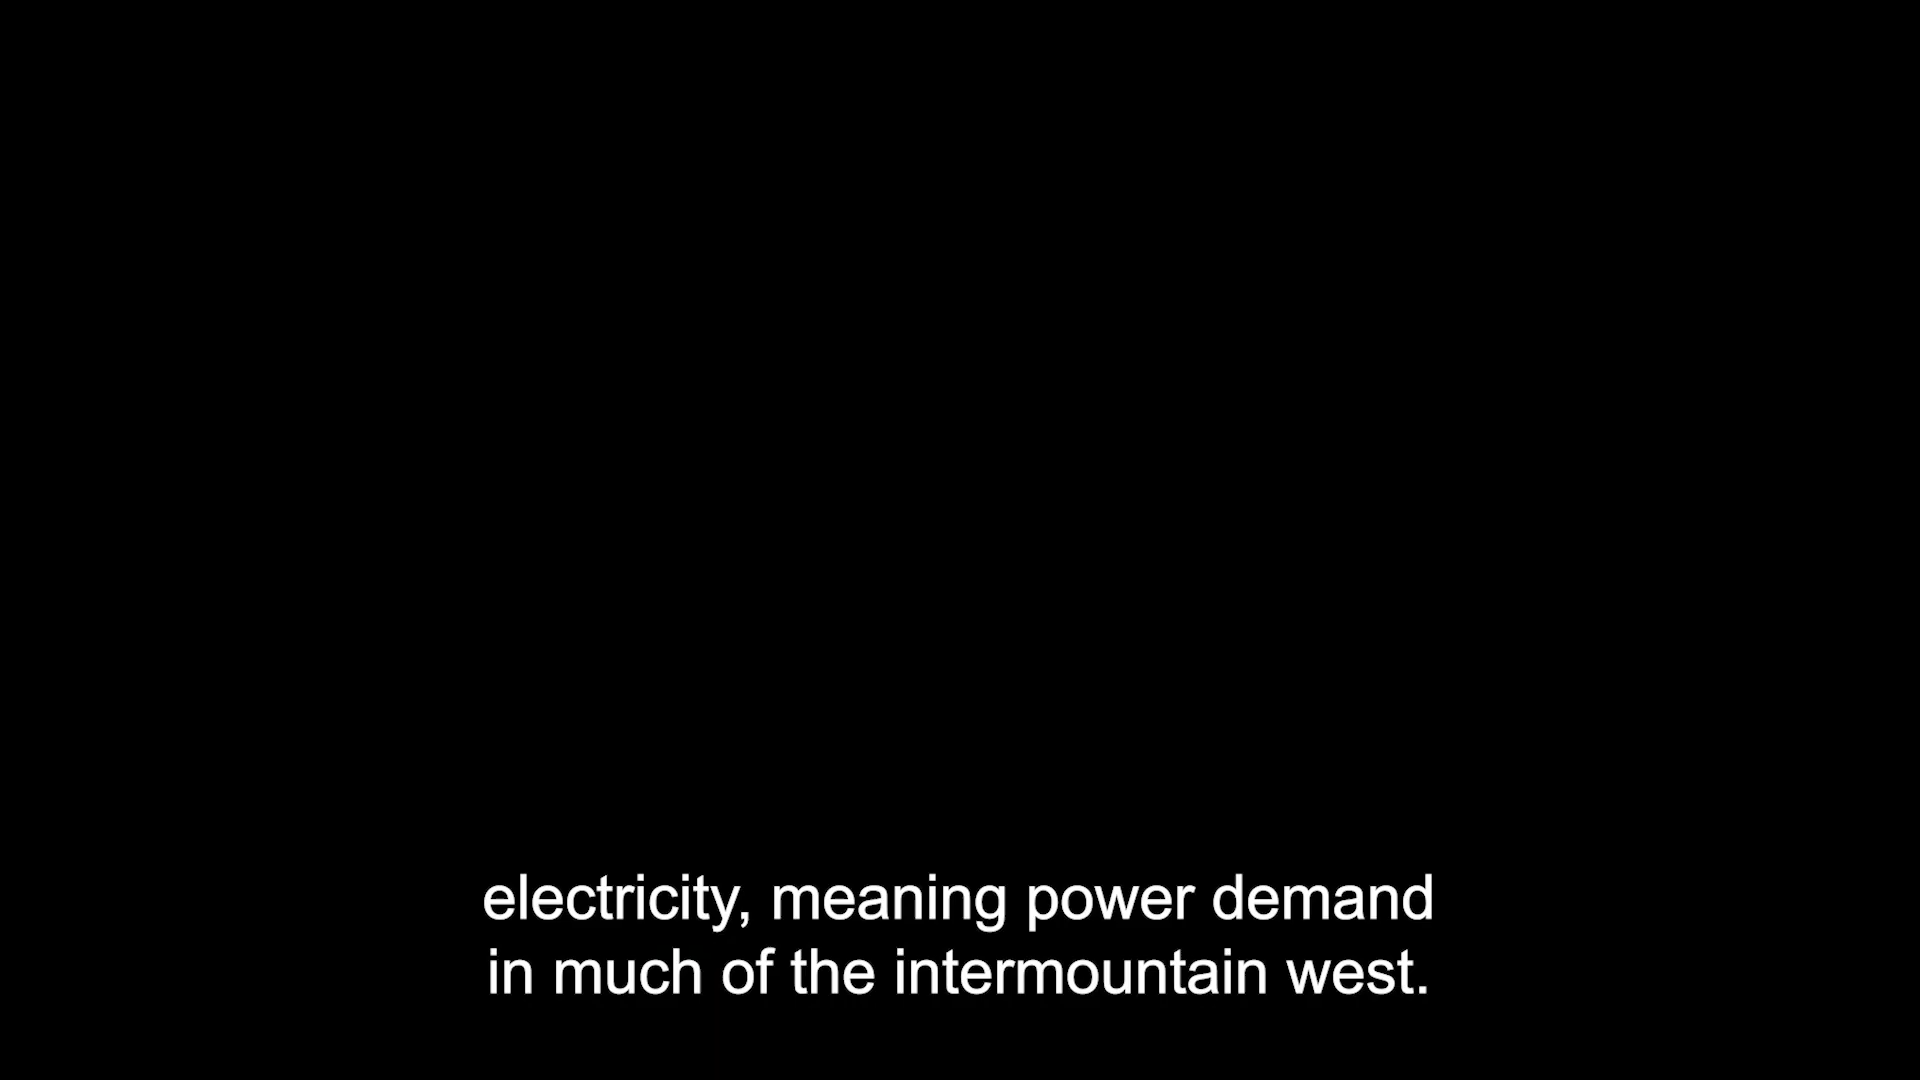 electricity, meaning power demand
in much of the intermountain west.